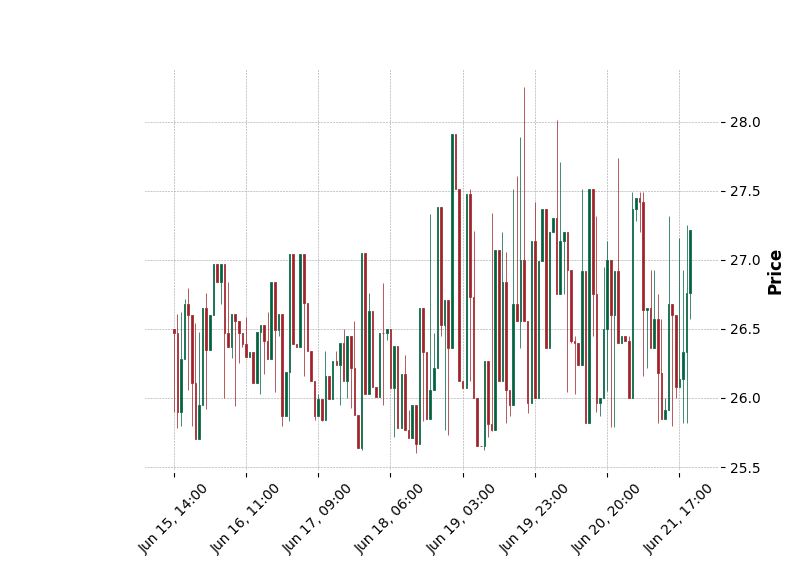 28.0
27.5
27.0
26.5
26.0
25.5
Price
Jun 15, 14:00
Jun 16, 11:00
Jun 17, 09:00
Jun 18, 06:00
Jun 19, 03:00
Jun 19, 23:00
Jun 20, 20:00
Jun 21, 17:00